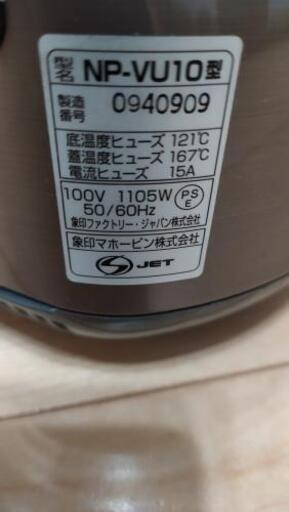 型名 NP-VU10型
製造番号 0940909
底温度ヒューズ 121℃
蓋温度ヒューズ 167℃
電流ヒューズ 15A
100V 1105W
50/60Hz
PSE
象印ファクトリー・ジャパン株式会社
象印マホービン株式会社
S JET